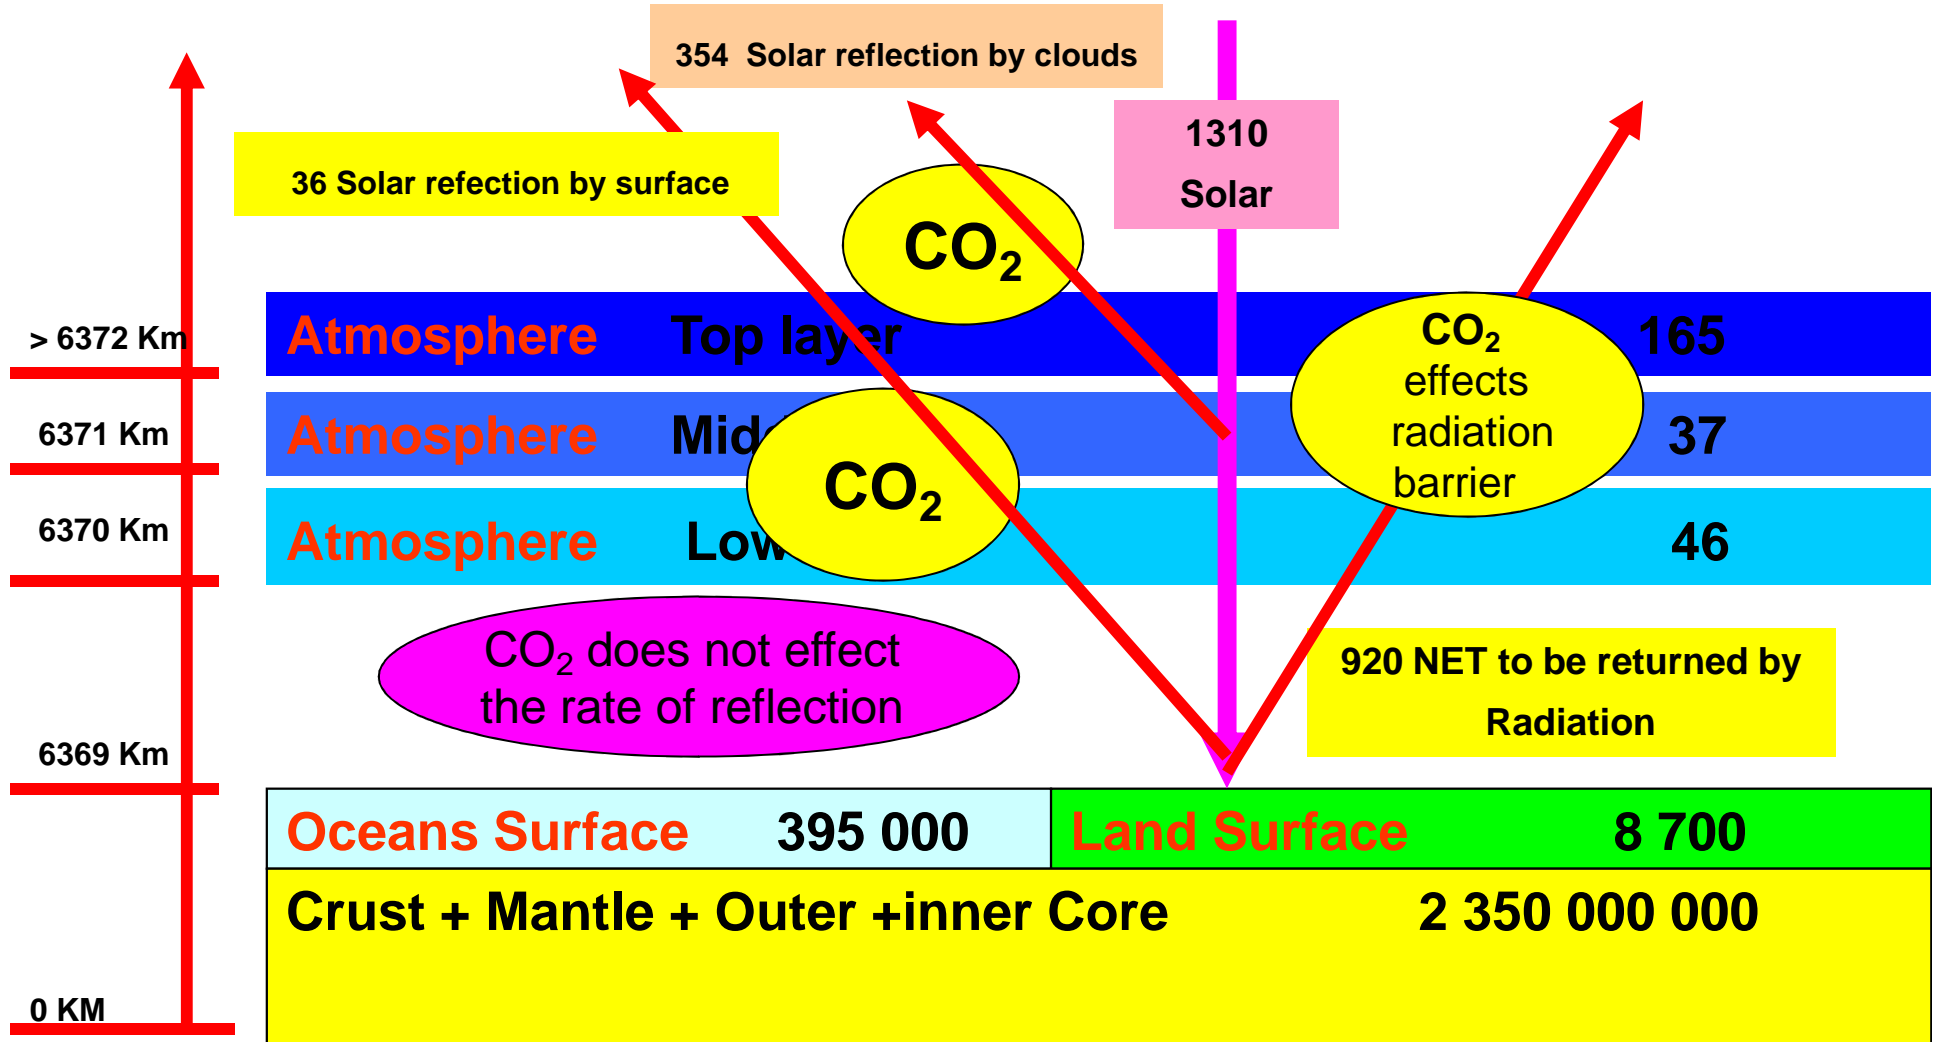 354 Solar reflection by clouds
1310
Solar
36 Solar refection by surface
CO₂
> 6372 Km
Atmosphere Top layer 165
CO₂
effects
radiation
barrier
6371 Km
Atmosphere Mid 37
CO₂
6370 Km
Atmosphere Low 46
CO₂ does not effect
the rate of reflection
920 NET to be returned by
Radiation
6369 Km
Oceans Surface 395 000
Land Surface 8 700
Crust + Mantle + Outer +inner Core 2 350 000 000
0 KM